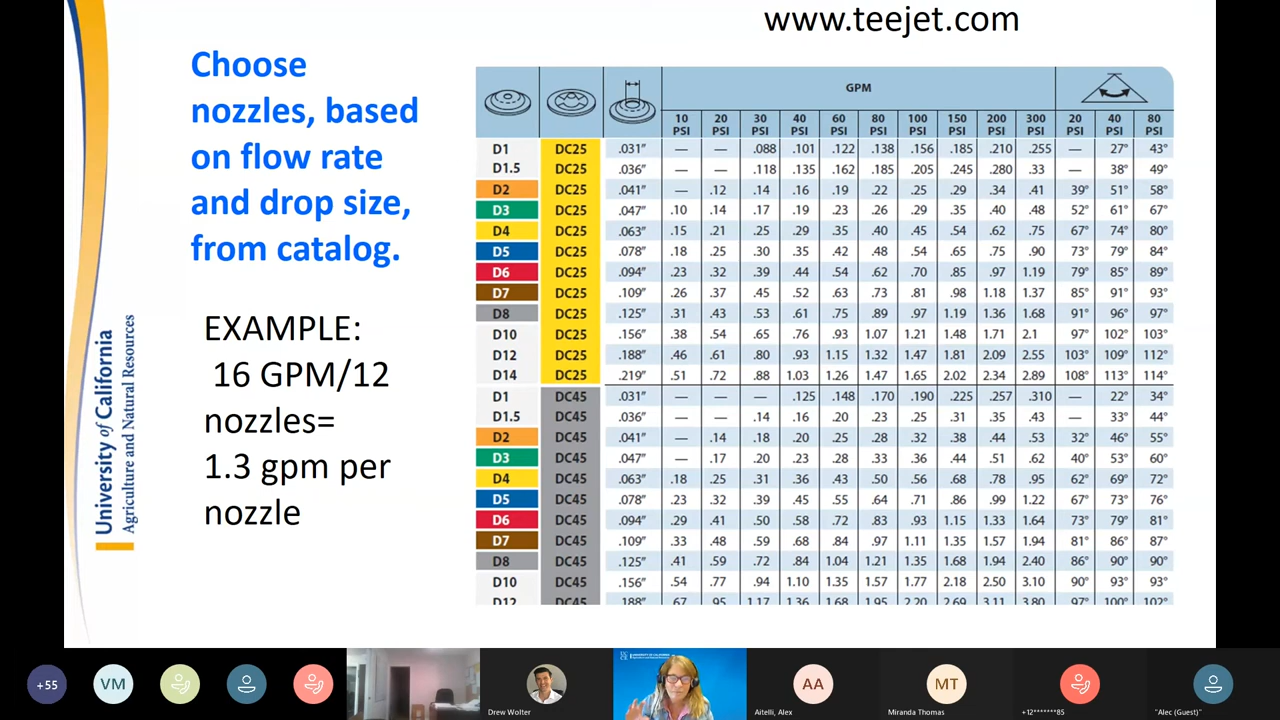 www.teejet.com
Choose
nozzles, based
on flow rate
and drop size,
from catalog.
EXAMPLE:
16 GPM/12
nozzles=
1.3 gpm per
nozzle
University of California
Agriculture and Natural Resources
GPM
10 PSI 20 PSI 30 PSI 40 PSI 60 PSI 80 PSI 100 PSI 150 PSI 200 PSI 300 PSI 20 PSI 40 PSI 80 PSI
D1 DC25 .031″ — — .088 .101 .122 .138 .156 .185 .210 .255 — 27° 43°
D1.5 DC25 .036″ — — .118 .135 .162 .185 .205 .245 .280 .33 — 38° 49°
D2 DC25 .041″ — .12 .14 .16 .19 .22 .25 .29 .34 .41 39° 51° 58°
D3 DC25 .047″ .10 .14 .17 .19 .23 .26 .29 .35 .40 .48 52° 61° 67°
D4 DC25 .063″ .15 .21 .25 .29 .35 .40 .45 .54 .62 .75 67° 74° 80°
D5 DC25 .078″ .18 .25 .30 .35 .42 .48 .54 .65 .75 .90 73° 79° 84°
D6 DC25 .094″ .23 .32 .39 .44 .54 .62 .70 .85 .97 1.19 79° 85° 89°
D7 DC25 .109″ .26 .37 .45 .52 .63 .73 .81 .98 1.18 1.37 85° 91° 93°
D8 DC25 .125″ .31 .43 .53 .61 .75 .89 .97 1.19 1.36 1.68 91° 96° 97°
D10 DC25 .156″ .38 .54 .65 .76 .93 1.07 1.21 1.48 1.71 2.1 97° 102° 103°
D12 DC25 .188″ .46 .61 .80 .93 1.15 1.32 1.47 1.81 2.09 2.55 103° 109° 112°
D14 DC25 .219″ .51 .72 .88 1.03 1.26 1.47 1.65 2.02 2.34 2.89 108° 113° 114°
D1 DC45 .031″ — — — .125 .148 .170 .190 .225 .257 .310 — 22° 34°
D1.5 DC45 .036″ — — .14 .16 .20 .23 .25 .31 .35 .43 — 33° 44°
D2 DC45 .041″ — .14 .18 .20 .25 .28 .32 .38 .44 .53 32° 46° 55°
D3 DC45 .047″ — .17 .20 .23 .28 .33 .36 .44 .51 .62 40° 53° 60°
D4 DC45 .063″ .18 .25 .31 .36 .43 .50 .56 .68 .78 .95 62° 69° 72°
D5 DC45 .078″ .23 .32 .39 .45 .55 .64 .71 .86 .99 1.22 67° 73° 76°
D6 DC45 .094″ .29 .41 .50 .58 .72 .83 .93 1.15 1.33 1.64 73° 79° 81°
D7 DC45 .109″ .33 .48 .59 .68 .84 .97 1.11 1.35 1.57 1.94 81° 86° 87°
D8 DC45 .125″ .41 .59 .72 .84 1.04 1.21 1.35 1.68 1.94 2.40 86° 90° 90°
D10 DC45 .156″ .54 .77 .94 1.10 1.35 1.57 1.77 2.18 2.50 3.10 90° 93° 93°
D12 DC45 .188″ .67 .95 1.17 1.36 1.68 1.95 2.20 2.69 3.11 3.80 97° 100° 102°
+55 VM AA MT
Drew Wolter Aitelli, Alex Miranda Thomas +12*******85 "Alec (Guest)"